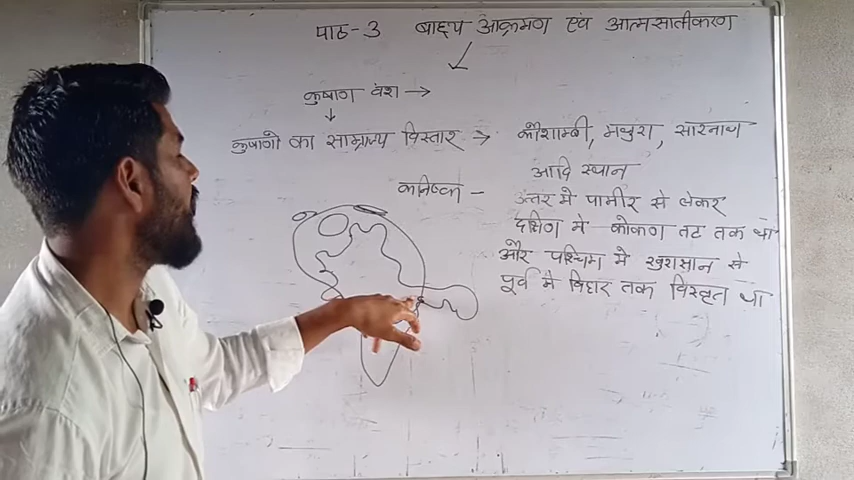 पाठ-3 बाह्य आक्रमण एवं आत्मसातीकरण
कुषाण वंश →
कुषाणो का साम्राज्य विस्तार → कौशाम्बी, मथुरा, सारनाथ
आदि स्थान
कनिष्क - उत्तर में पामीर से लेकर
दक्षिण मे कोकण तट तक था
और पश्चिम मे खुरासान से
पूर्व मे बिहार तक विस्तृत था